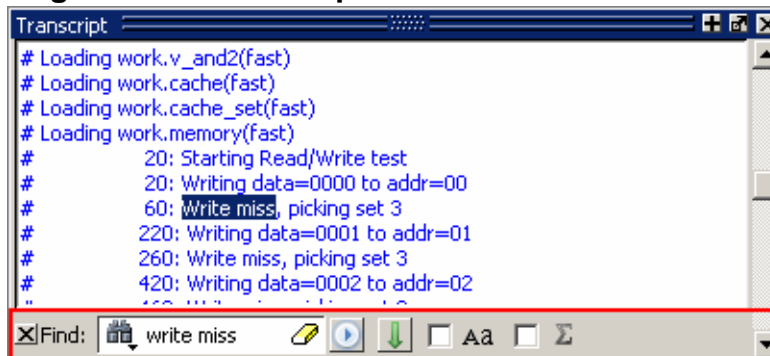 Transcript
# Loading work.v_and2(fast)
# Loading work.cache(fast)
# Loading work.cache_set(fast)
# Loading work.memory(fast)
# 20: Starting Read/Write test
# 20: Writing data=0000 to addr=00
# 60: Write miss, picking set 3
# 220: Writing data=0001 to addr=01
# 260: Write miss, picking set 3
# 420: Writing data=0002 to addr=02
Find: write miss Aa Σ